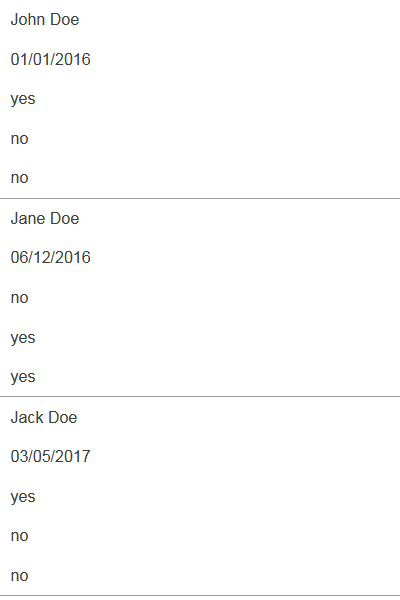 John Doe
01/01/2016
yes
no
no
Jane Doe
06/12/2016
no
yes
yes
Jack Doe
03/05/2017
yes
no
no